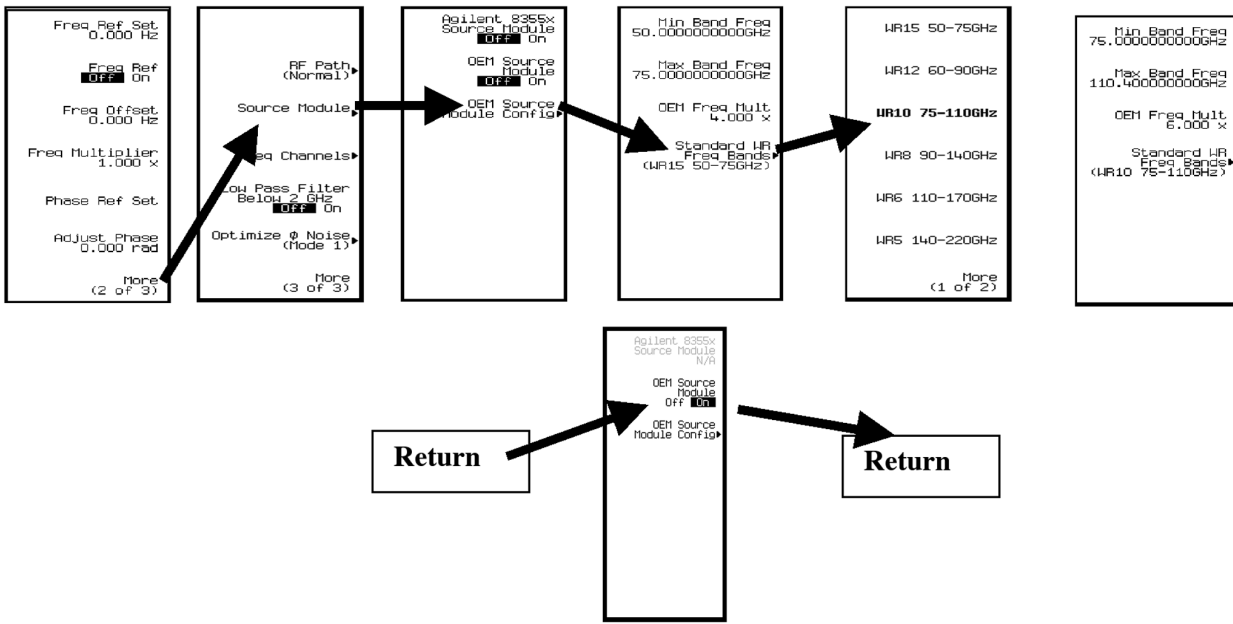 Freq Ref Set
0.000 Hz
Freq Ref
Off On
Freq Offset
0.000 Hz
Freq Multiplier
1.000 x
Phase Ref Set
Adjust Phase
0.000 rad
More
(2 of 3)
RF Path
(Normal)
Source Module
eq Channels
ow Pass Filter
Below 2 GHz
Off On
Optimize Φ Noise
(Mode 1)
More
(3 of 3)
Agilent 8355x
Source Module
Off On
OEM Source
Module
Off On
OEM Source
odule Config
Min Band Freq
50.0000000000GHz
Max Band Freq
75.0000000000GHz
OEM Freq Mult
4.000 x
Standard WR
Freq Bands
(WR15 50-75GHz)
WR15 50-75GHz
WR12 60-90GHz
WR10 75-110GHz
WR8 90-140GHz
WR6 110-170GHz
WR5 140-220GHz
More
(1 of 2)
Min Band Freq
75.0000000000GHz
Max Band Freq
110.400000000GHz
OEM Freq Mult
6.000 x
Standard WR
Freq Bands
(WR10 75-110GHz)
Agilent 8355x
Source Module
N/A
OEM Source
Module
Off On
OEM Source
Module Config
Return
Return